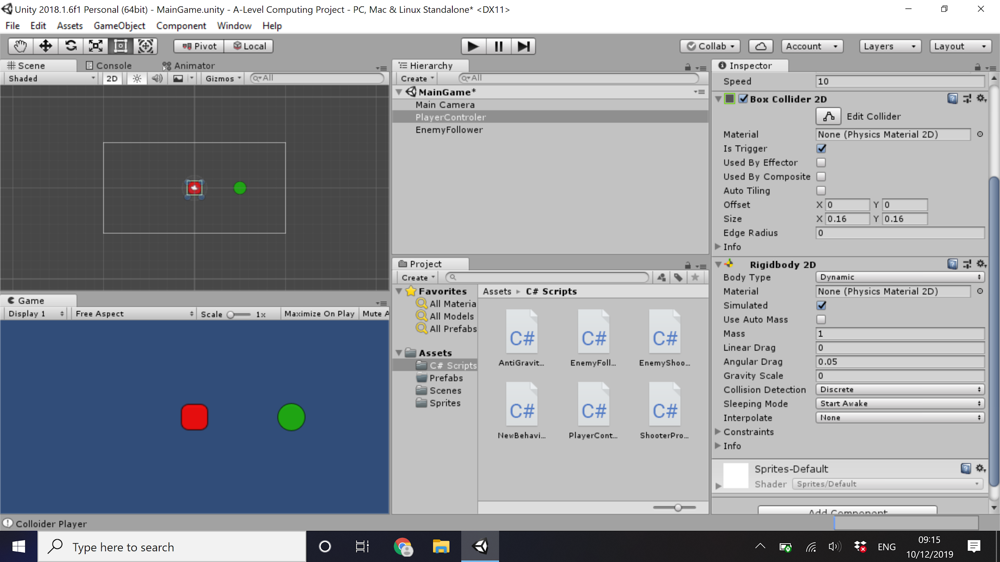 Unity 2018.1.6f1 Personal (64bit) - MainGame.unity - A-Level Computing Project - PC, Mac & Linux Standalone* <DX11>
File Edit Assets GameObject Component Window Help
Pivot Local Collab Account Layers Layout
Scene Console Animator
Shaded 2D Gizmos All
Hierarchy
Create All
MainGame*
Main Camera
PlayerControler
EnemyFollower
Inspector
Speed 10
Box Collider 2D
Edit Collider
Material None (Physics Material 2D)
Is Trigger
Used By Effector
Used By Composite
Auto Tiling
Offset X 0 Y 0
Size X 0.16 Y 0.16
Edge Radius 0
Info
Rigidbody 2D
Body Type Dynamic
Material None (Physics Material 2D)
Simulated
Use Auto Mass
Mass 1
Linear Drag 0
Angular Drag 0.05
Gravity Scale 0
Collision Detection Discrete
Sleeping Mode Start Awake
Interpolate None
Constraints
Info
Sprites-Default
Shader Sprites/Default
Add Component
Game
Display 1 Free Aspect Scale 1x Maximize On Play Mute A
Project
Create
Favorites
All Materia
All Models
All Prefabs
Assets
C# Scripts
Prefabs
Scenes
Sprites
Assets C# Scripts
C# C# C#
AntiGravit... EnemyFoll... EnemyShoo...
C# C# C#
NewBehavi... PlayerCont... ShooterPro...
Colloider Player
Type here to search
ENG
09:15
10/12/2019